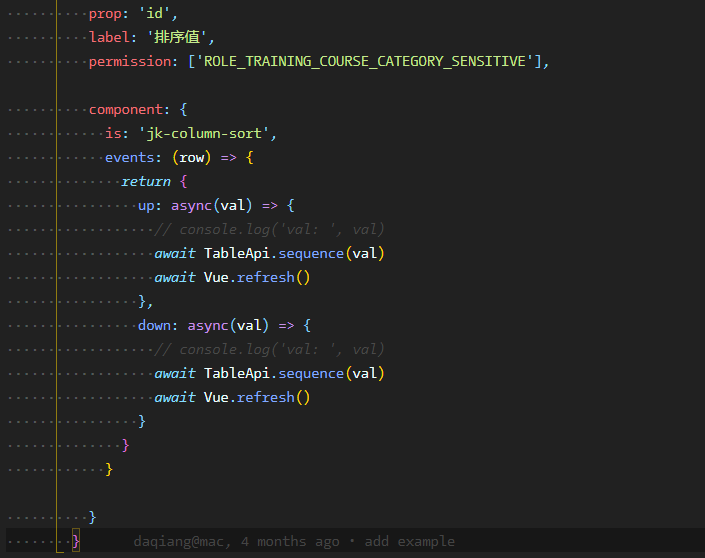 prop: 'id',
label: '排序值',
permission: ['ROLE_TRAINING_COURSE_CATEGORY_SENSITIVE'],
component: {
is: 'jk-column-sort',
events: (row) => {
return {
up: async(val) => {
// console.log('val: ', val)
await TableApi.sequence(val)
await Vue.refresh()
},
down: async(val) => {
// console.log('val: ', val)
await TableApi.sequence(val)
await Vue.refresh()
}
}
}
}
} daqiang@mac, 4 months ago • add example